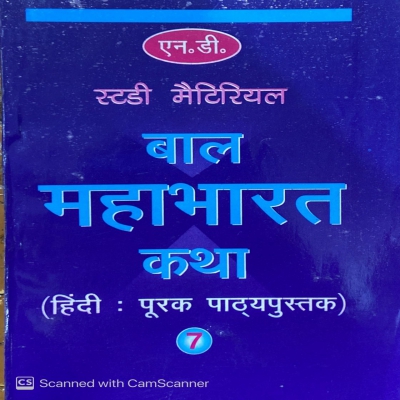 एन.डी.
स्टडी मैटिरियल
बाल
महाभारत
कथा
(हिंदी : पूरक पाठ्यपुस्तक)
7
CS Scanned with CamScanner